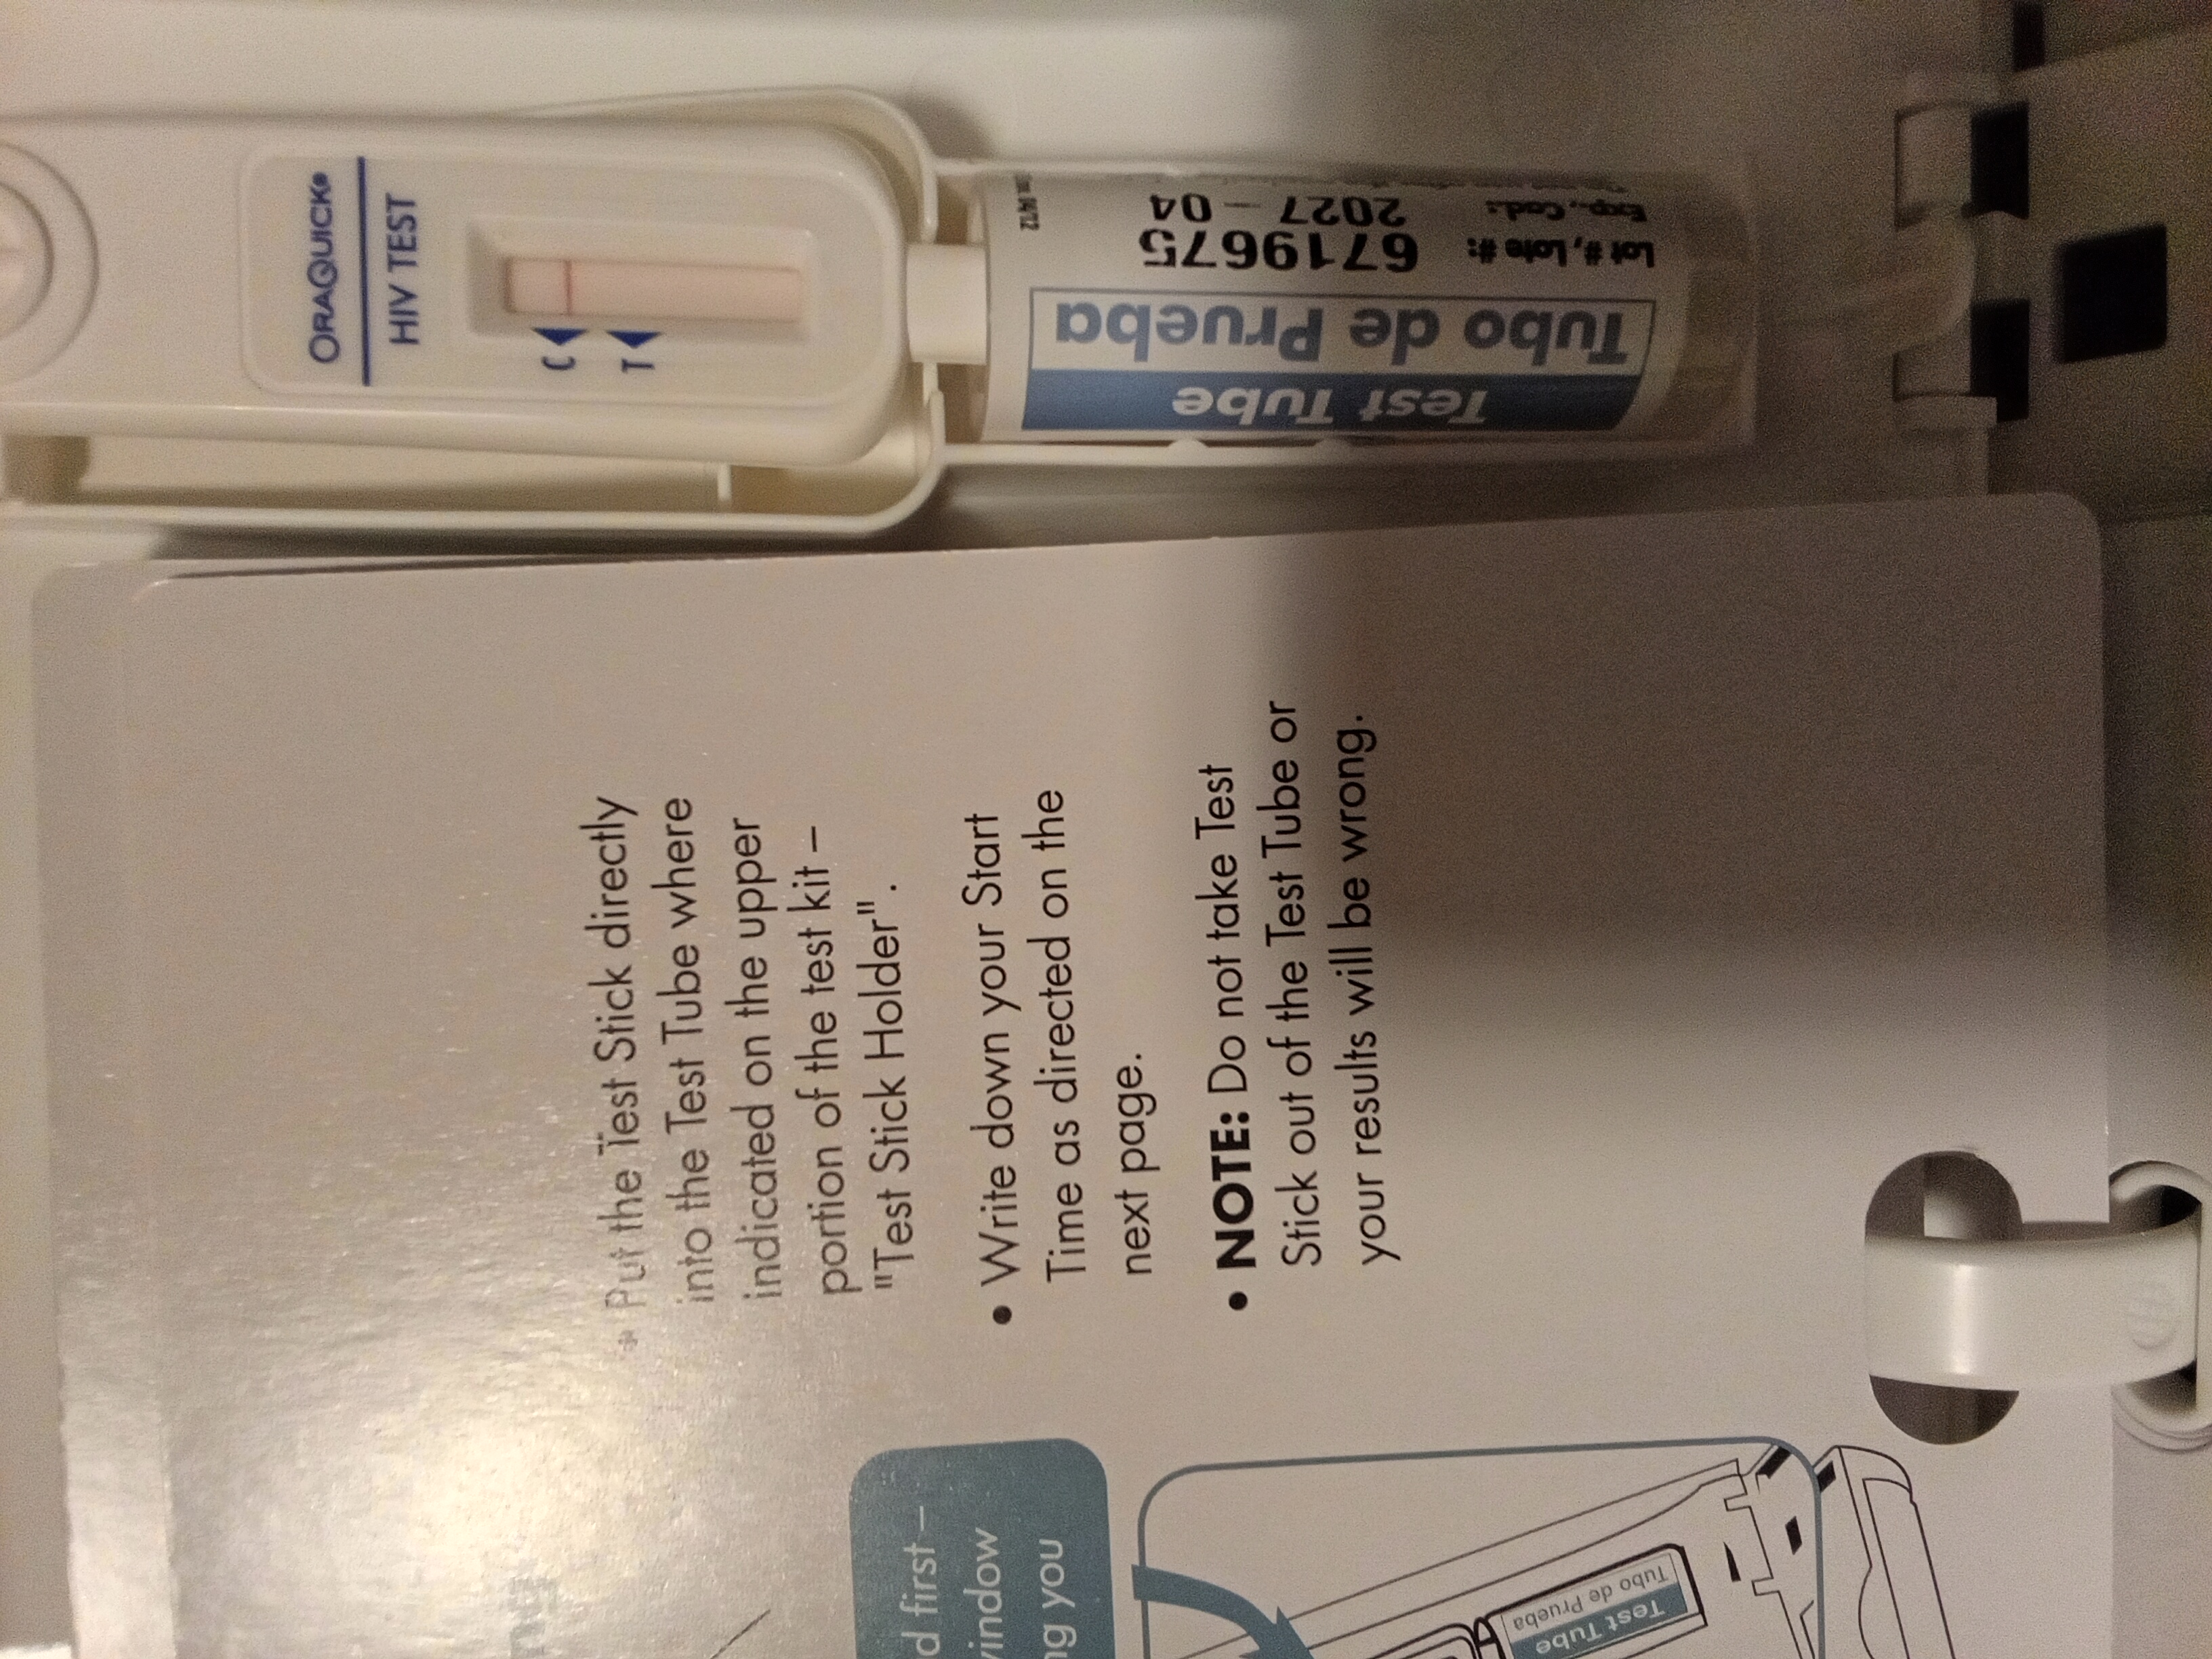 ORAQUICK®
HIV TEST
C
T
Test Tube
Tubo de Prueba
Lot #, Lote #: 6719675
Exp., Cad.: 2027-04
• Put the Test Stick directly
into the Test Tube where
indicated on the upper
portion of the test kit –
"Test Stick Holder".
• Write down your Start
Time as directed on the
next page.
• NOTE: Do not take Test
Stick out of the Test Tube or
your results will be wrong.
d first –
window
ng you
Test Tube
Tubo de Prueba